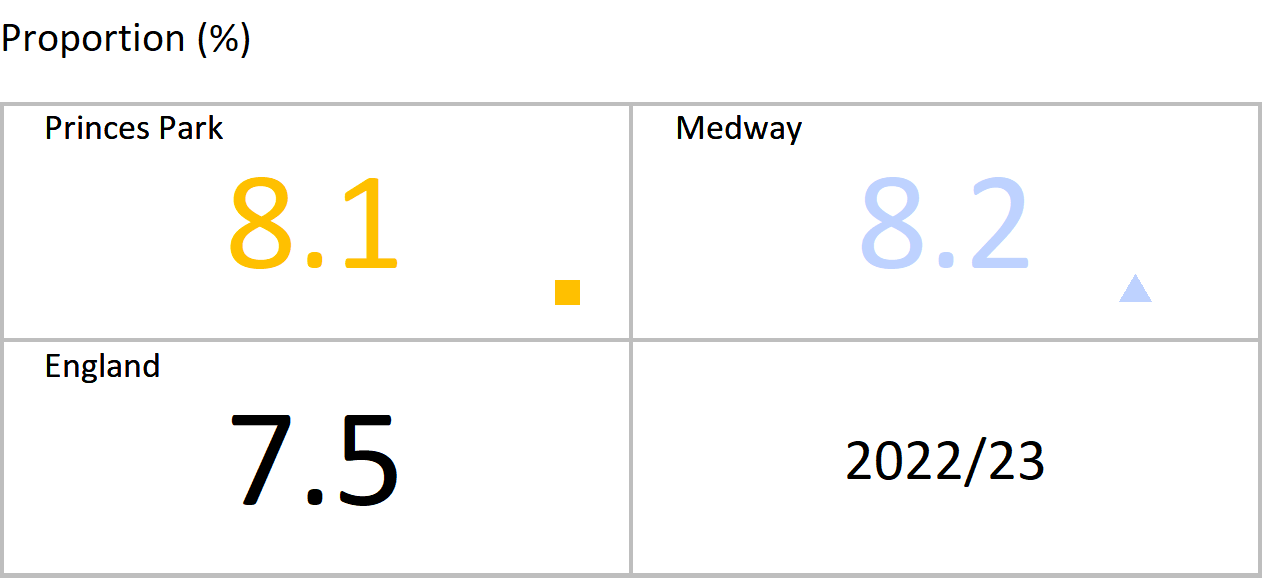 Proportion (%)
Princes Park
8.1
Medway
8.2
England
7.5
2022/23